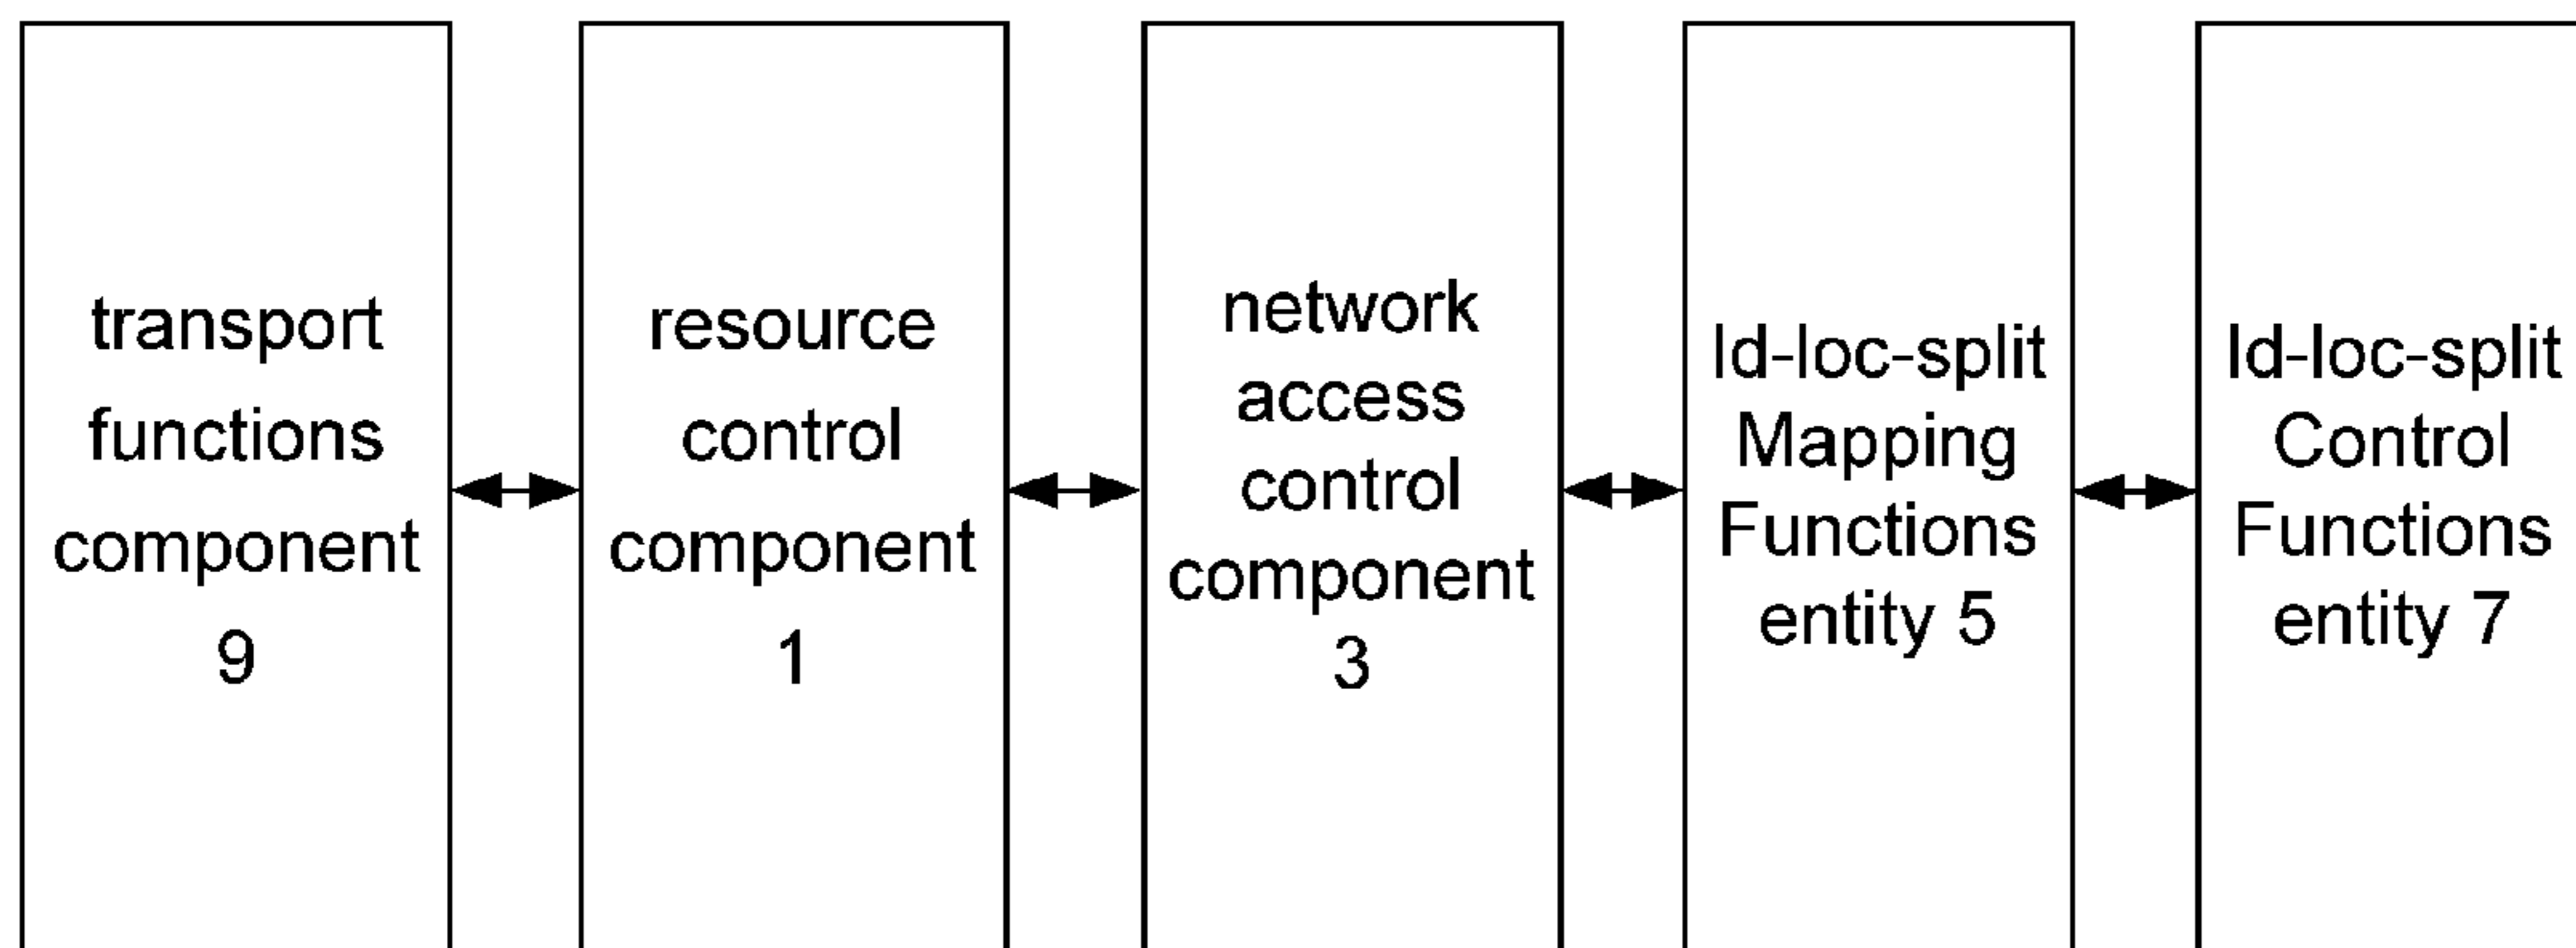 transport
functions
component
9
resource
control
component
1
network
access
control
component
3
Id-loc-split
Mapping
Functions
entity 5
Id-loc-split
Control
Functions
entity 7